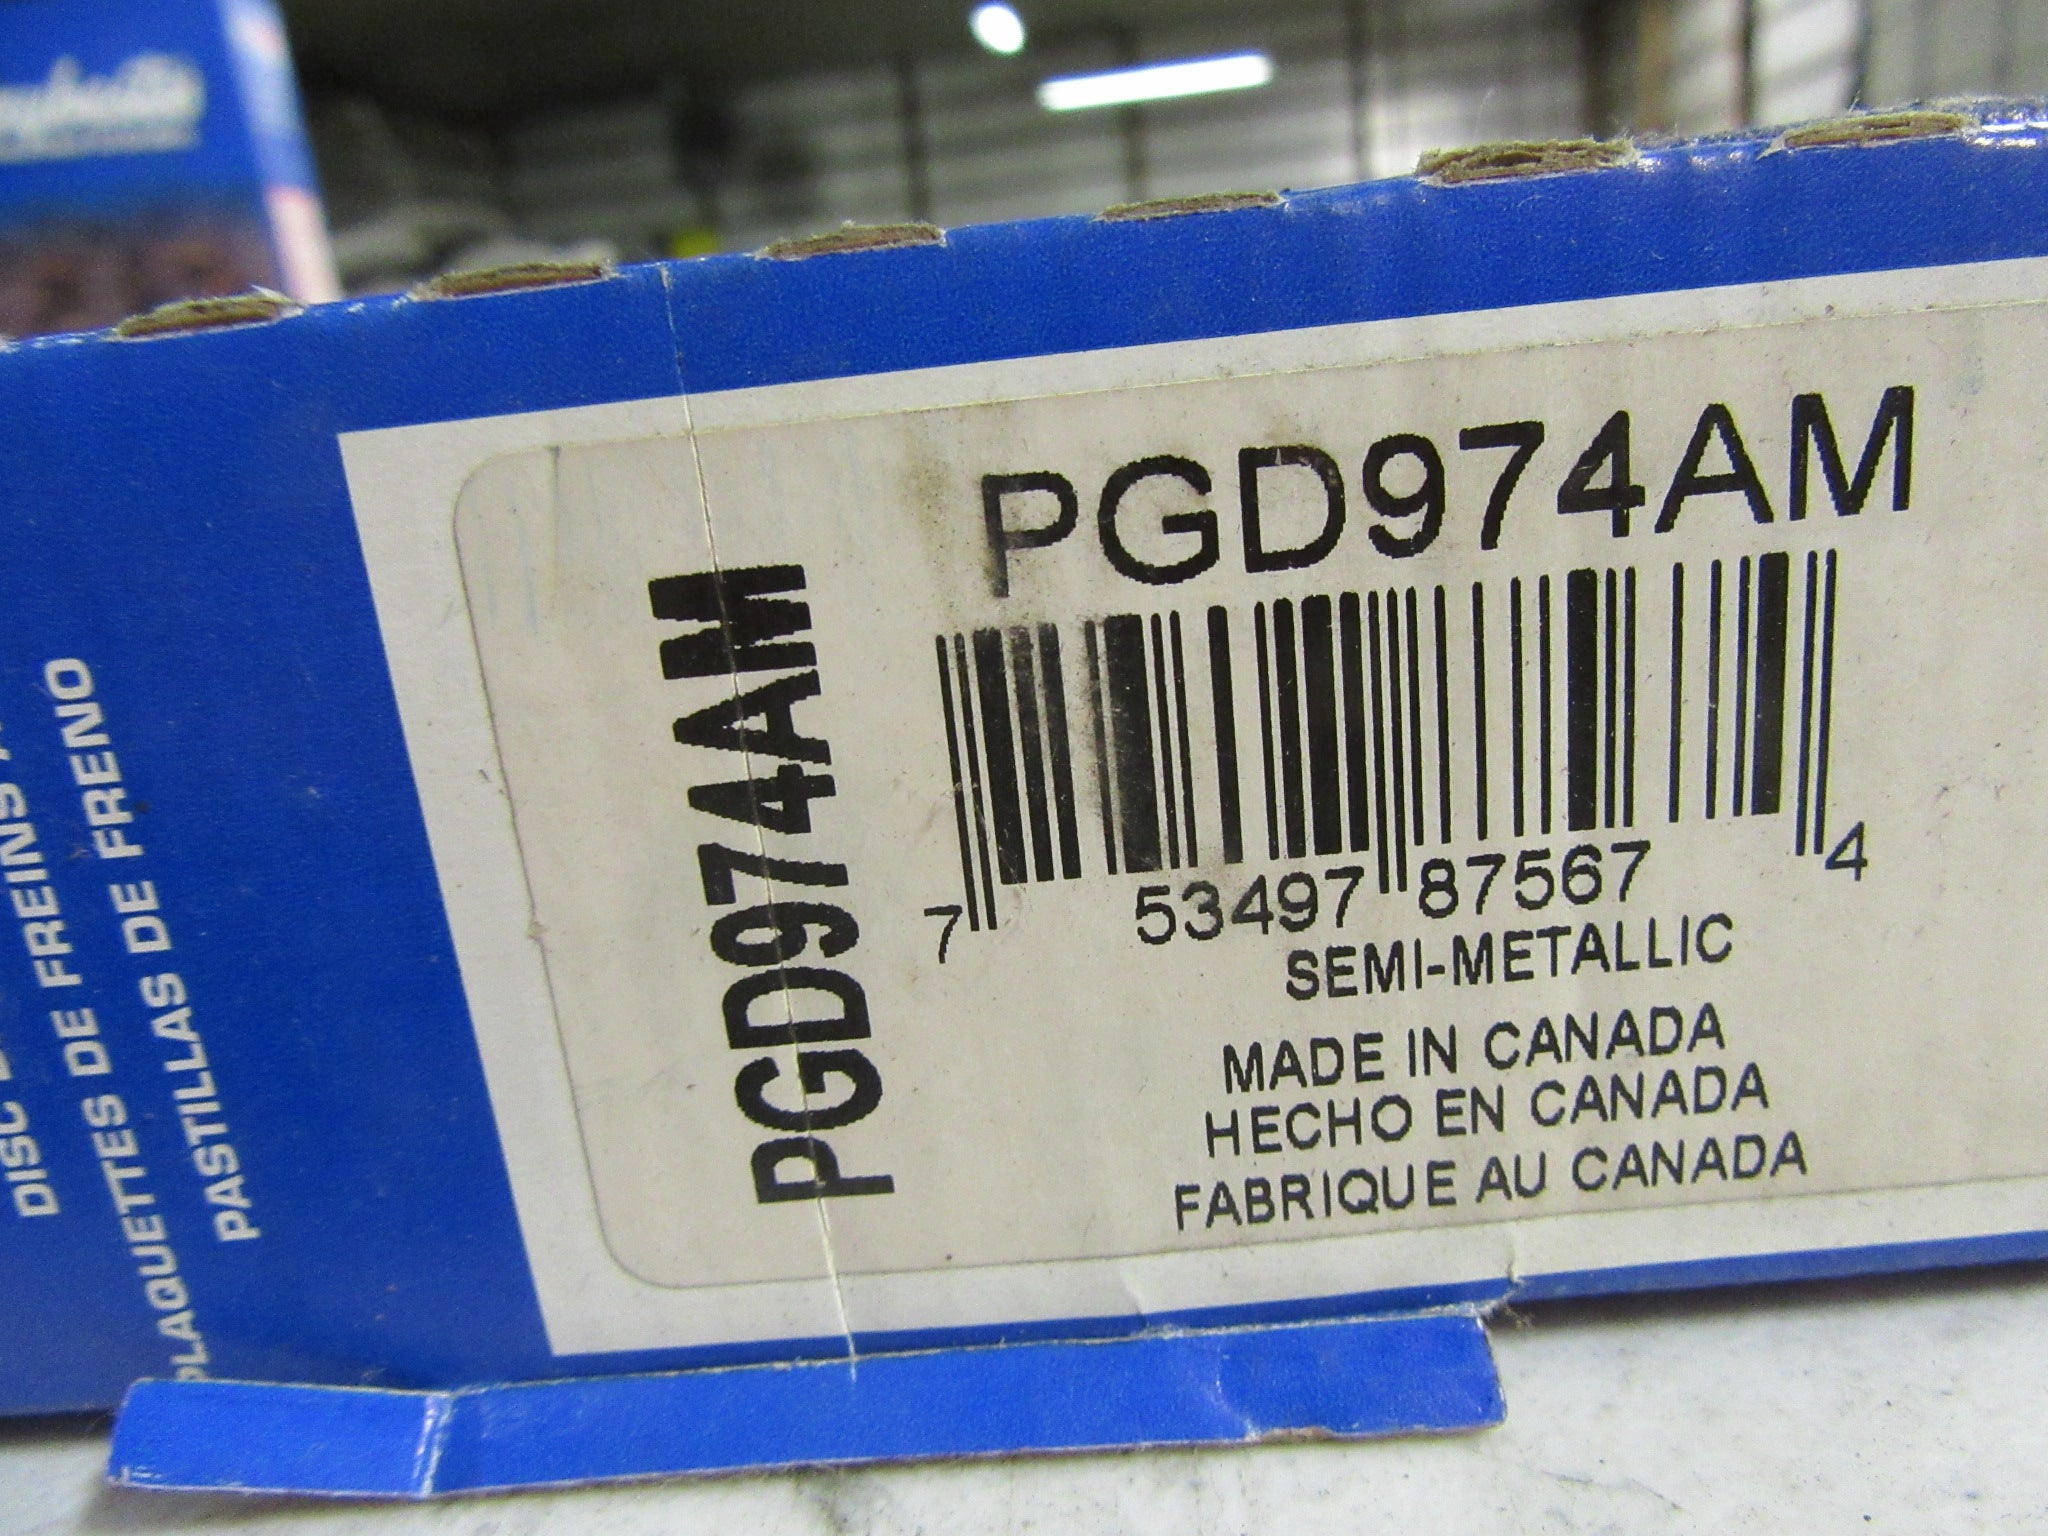 PGD974AM
PGD974AM
7 53497 87567 4
SEMI-METALLIC
MADE IN CANADA
HECHO EN CANADA
FABRIQUE AU CANADA
DISC
PLAQUETTES DE FREINS
PASTILLAS DE FRENO